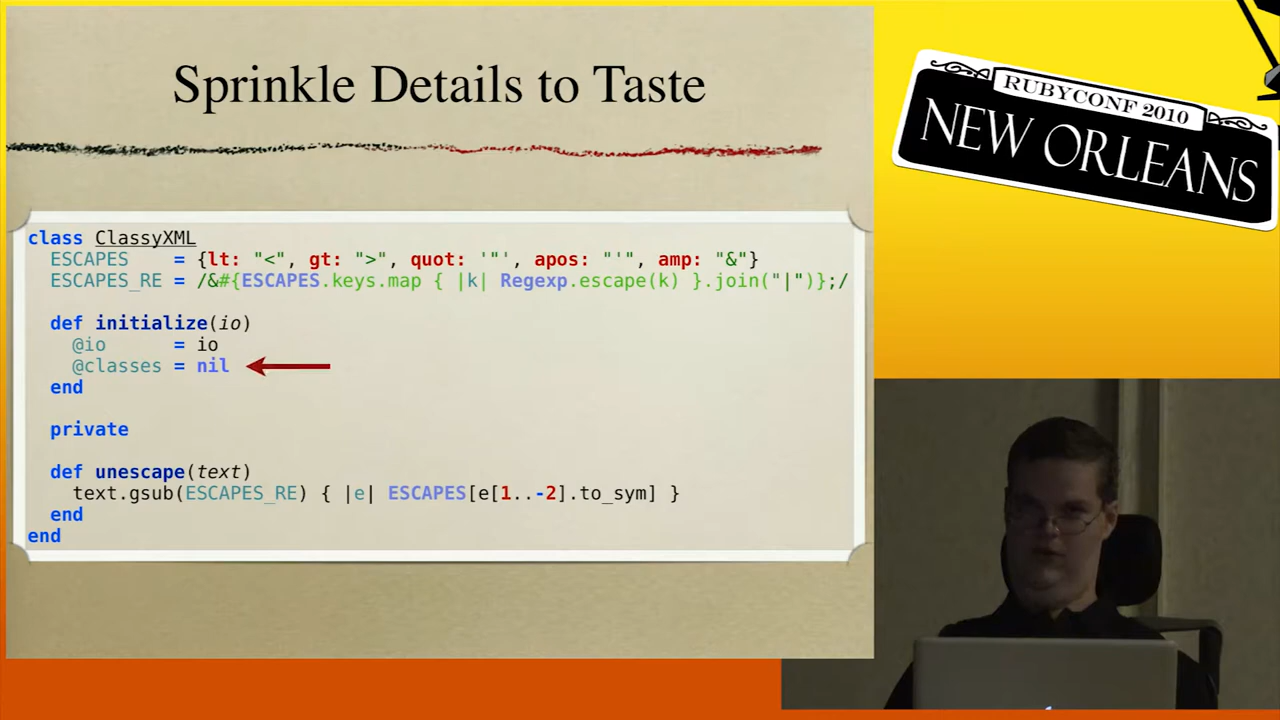 Sprinkle Details to Taste
RUBYCONF 2010
NEW ORLEANS
class ClassyXML
  ESCAPES    = {lt: "<", gt: ">", quot: '"', apos: "'", amp: "&"}
  ESCAPES_RE = /&#{ESCAPES.keys.map { |k| Regexp.escape(k) }.join("|")};/
  def initialize(io)
    @io      = io
    @classes = nil
  end
  private
  def unescape(text)
    text.gsub(ESCAPES_RE) { |e| ESCAPES[e[1..-2].to_sym] }
  end
end